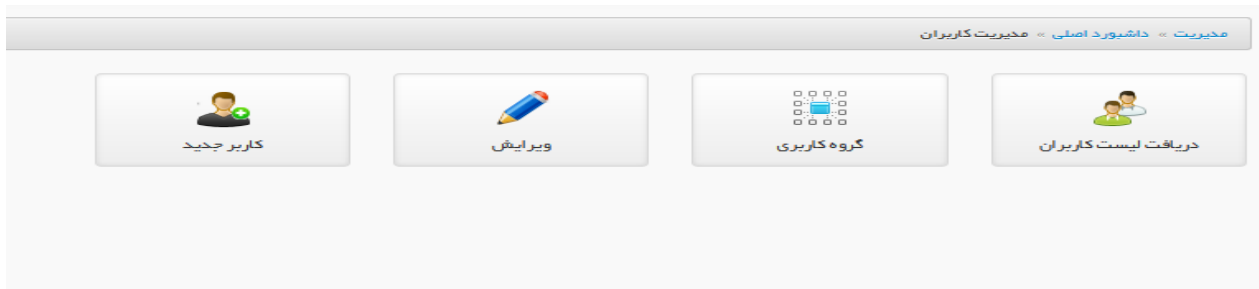 مدیریت » داشبورد اصلی » مدیریت کاربران
دریافت لیست کاربران
گروه کاربری
ویرایش
کاربر جدید